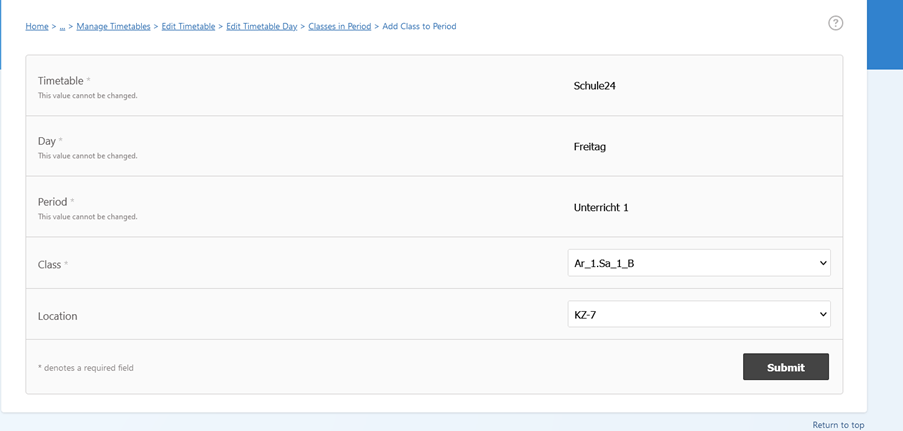 Home > ... > Manage Timetables > Edit Timetable > Edit Timetable Day > Classes in Period > Add Class to Period
?
Timetable *
This value cannot be changed.
Schule24
Day *
This value cannot be changed.
Freitag
Period *
This value cannot be changed.
Unterricht 1
Class *
Ar_1.Sa_1_B
Location
KZ-7
* denotes a required field
Submit
Return to top